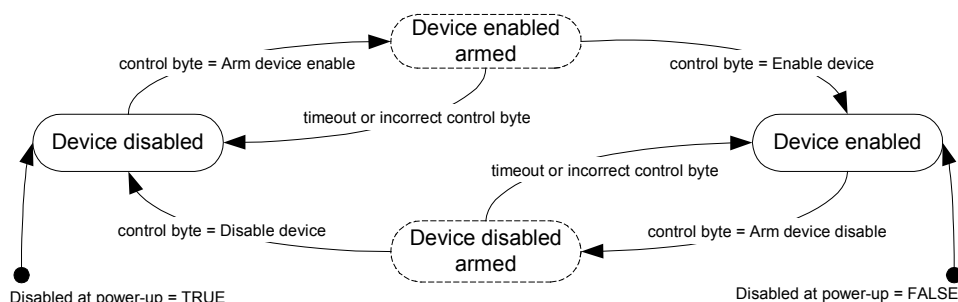 Device enabled
armed
control byte = Arm device enable
control byte = Enable device
timeout or incorrect control byte
Device disabled
Device enabled
timeout or incorrect control byte
control byte = Disable device
Device disabled
armed
control byte = Arm device disable
Disabled at power-up = TRUE
Disabled at power-up = FALSE